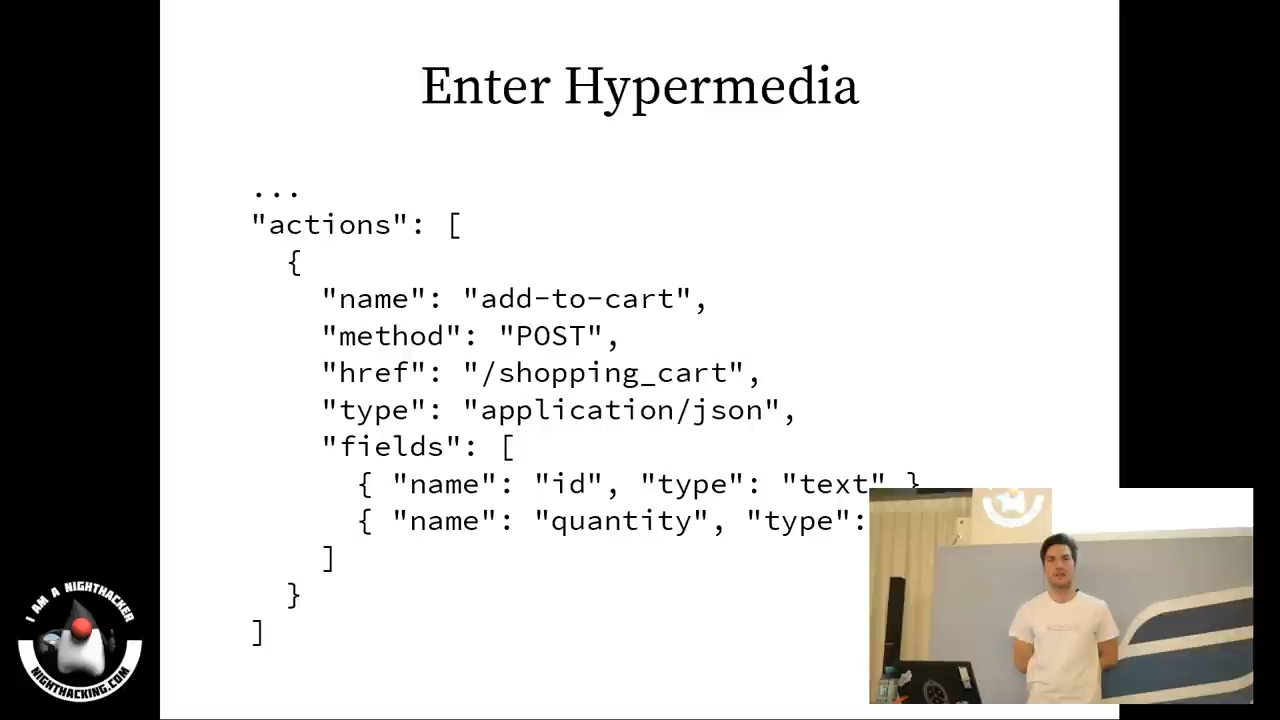 Enter Hypermedia
...
"actions": [
{
"name": "add-to-cart",
"method": "POST",
"href": "/shopping_cart",
"type": "application/json",
"fields": [
{ "name": "id", "type": "text" }
{ "name": "quantity", "type":
]
}
]
I AM A NIGHTHACKER
NIGHTHACKING.COM